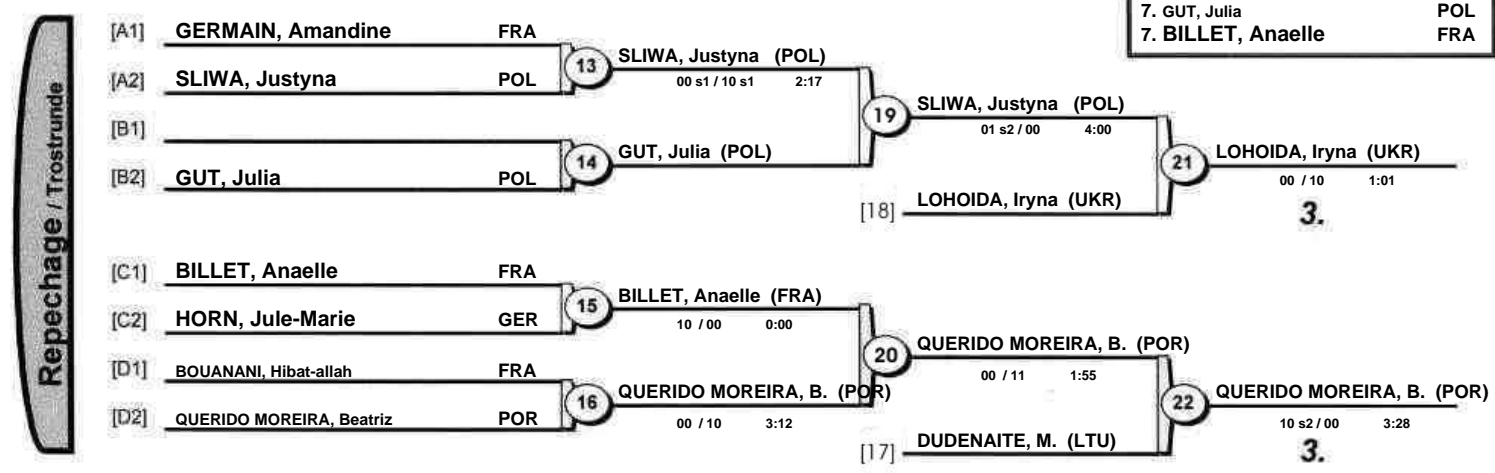 7. GUT, Julia POL
7. BILLET, Anaelle FRA
Repechage / Trostrunde
[A1] GERMAIN, Amandine FRA
[A2] SLIWA, Justyna POL
13 SLIWA, Justyna (POL)
00 s1 / 10 s1 2:17
[B1]
[B2] GUT, Julia POL
14 GUT, Julia (POL)
19 SLIWA, Justyna (POL)
01 s2 / 00 4:00
[18] LOHOIDA, Iryna (UKR)
21 LOHOIDA, Iryna (UKR)
00 / 10 1:01
3.
[C1] BILLET, Anaelle FRA
[C2] HORN, Jule-Marie GER
15 BILLET, Anaelle (FRA)
10 / 00 0:00
[D1] BOUANANI, Hibat-allah FRA
[D2] QUERIDO MOREIRA, Beatriz POR
16 QUERIDO MOREIRA, B. (POR)
00 / 10 3:12
20 QUERIDO MOREIRA, B. (POR)
00 / 11 1:55
[17] DUDENAITE, M. (LTU)
22 QUERIDO MOREIRA, B. (POR)
10 s2 / 00 3:28
3.